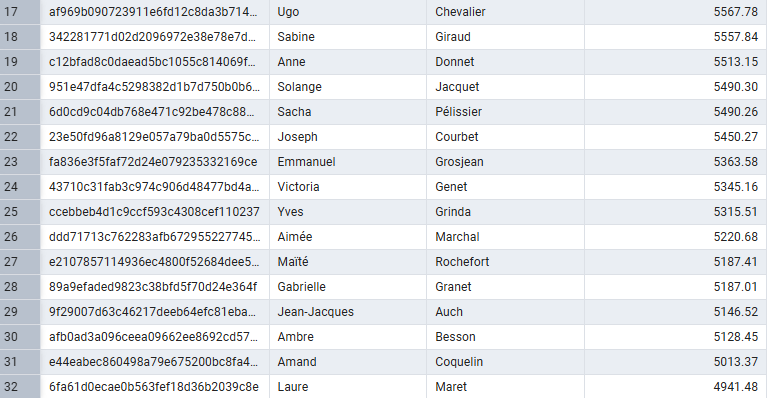 17 af969b090723911e6fd12c8da3b714… Ugo Chevalier 5567.78
18 342281771d02d2096972e38e78e7d… Sabine Giraud 5557.84
19 c12bfad8c0daead5bc1055c814069f… Anne Donnet 5513.15
20 951e47dfa4c5298382d1b7d750b0b6… Solange Jacquet 5490.30
21 6d0cd9c04db768e471c92be478c88… Sacha Pélissier 5490.26
22 23e50fd96a8129e057a79ba0d5575c… Joseph Courbet 5450.27
23 fa836e3f5faf72d24e079235332169ce Emmanuel Grosjean 5363.58
24 43710c31fab3c974c906d48477bd4a… Victoria Genet 5345.16
25 ccebbeb4d1c9ccf593c4308cef110237 Yves Grinda 5315.51
26 ddd71713c762283afb672955227745… Aimée Marchal 5220.68
27 e2107857114936ec4800f52684dee5… Maïté Rochefort 5187.41
28 89a9efaded9823c38bfd5f70d24e364f Gabrielle Granet 5187.01
29 9f29007d63c46217deeb64efc81eba… Jean-Jacques Auch 5146.52
30 afb0ad3a096ceea09662ee8692cd57… Ambre Besson 5128.45
31 e44eabec860498a79e675200bc8fa4… Amand Coquelin 5013.37
32 6fa61d0ecae0b563fef18d36b2039c8e Laure Maret 4941.48